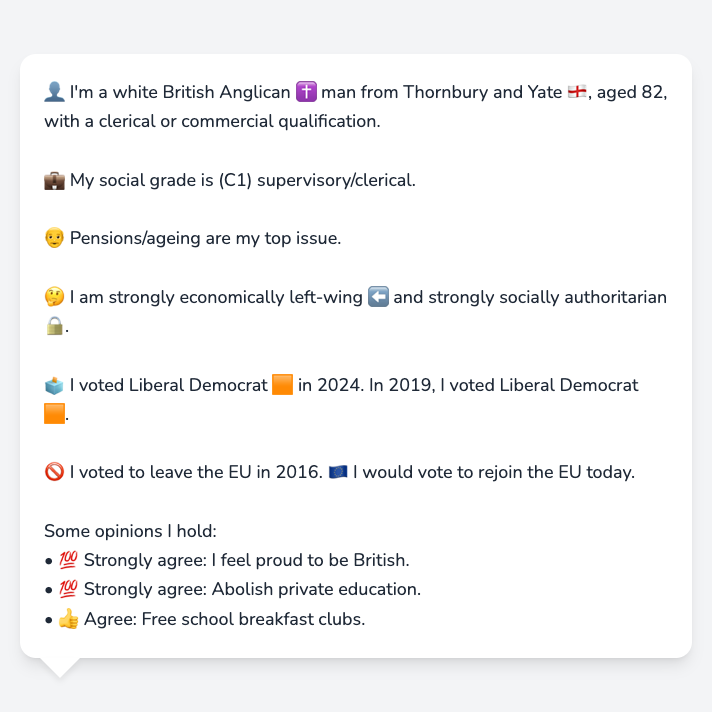 👤 I'm a white British Anglican ✝️ man from Thornbury and Yate 🏴󠁧󠁢󠁥󠁮󠁧󠁿, aged 82,
with a clerical or commercial qualification.
💼 My social grade is (C1) supervisory/clerical.
👴 Pensions/ageing are my top issue.
🤔 I am strongly economically left-wing ⬅️ and strongly socially authoritarian
🔒.
🗳️ I voted Liberal Democrat 🟧 in 2024. In 2019, I voted Liberal Democrat
🟧.
🚫 I voted to leave the EU in 2016. 🇪🇺 I would vote to rejoin the EU today.
Some opinions I hold:
• 💯 Strongly agree: I feel proud to be British.
• 💯 Strongly agree: Abolish private education.
• 👍 Agree: Free school breakfast clubs.